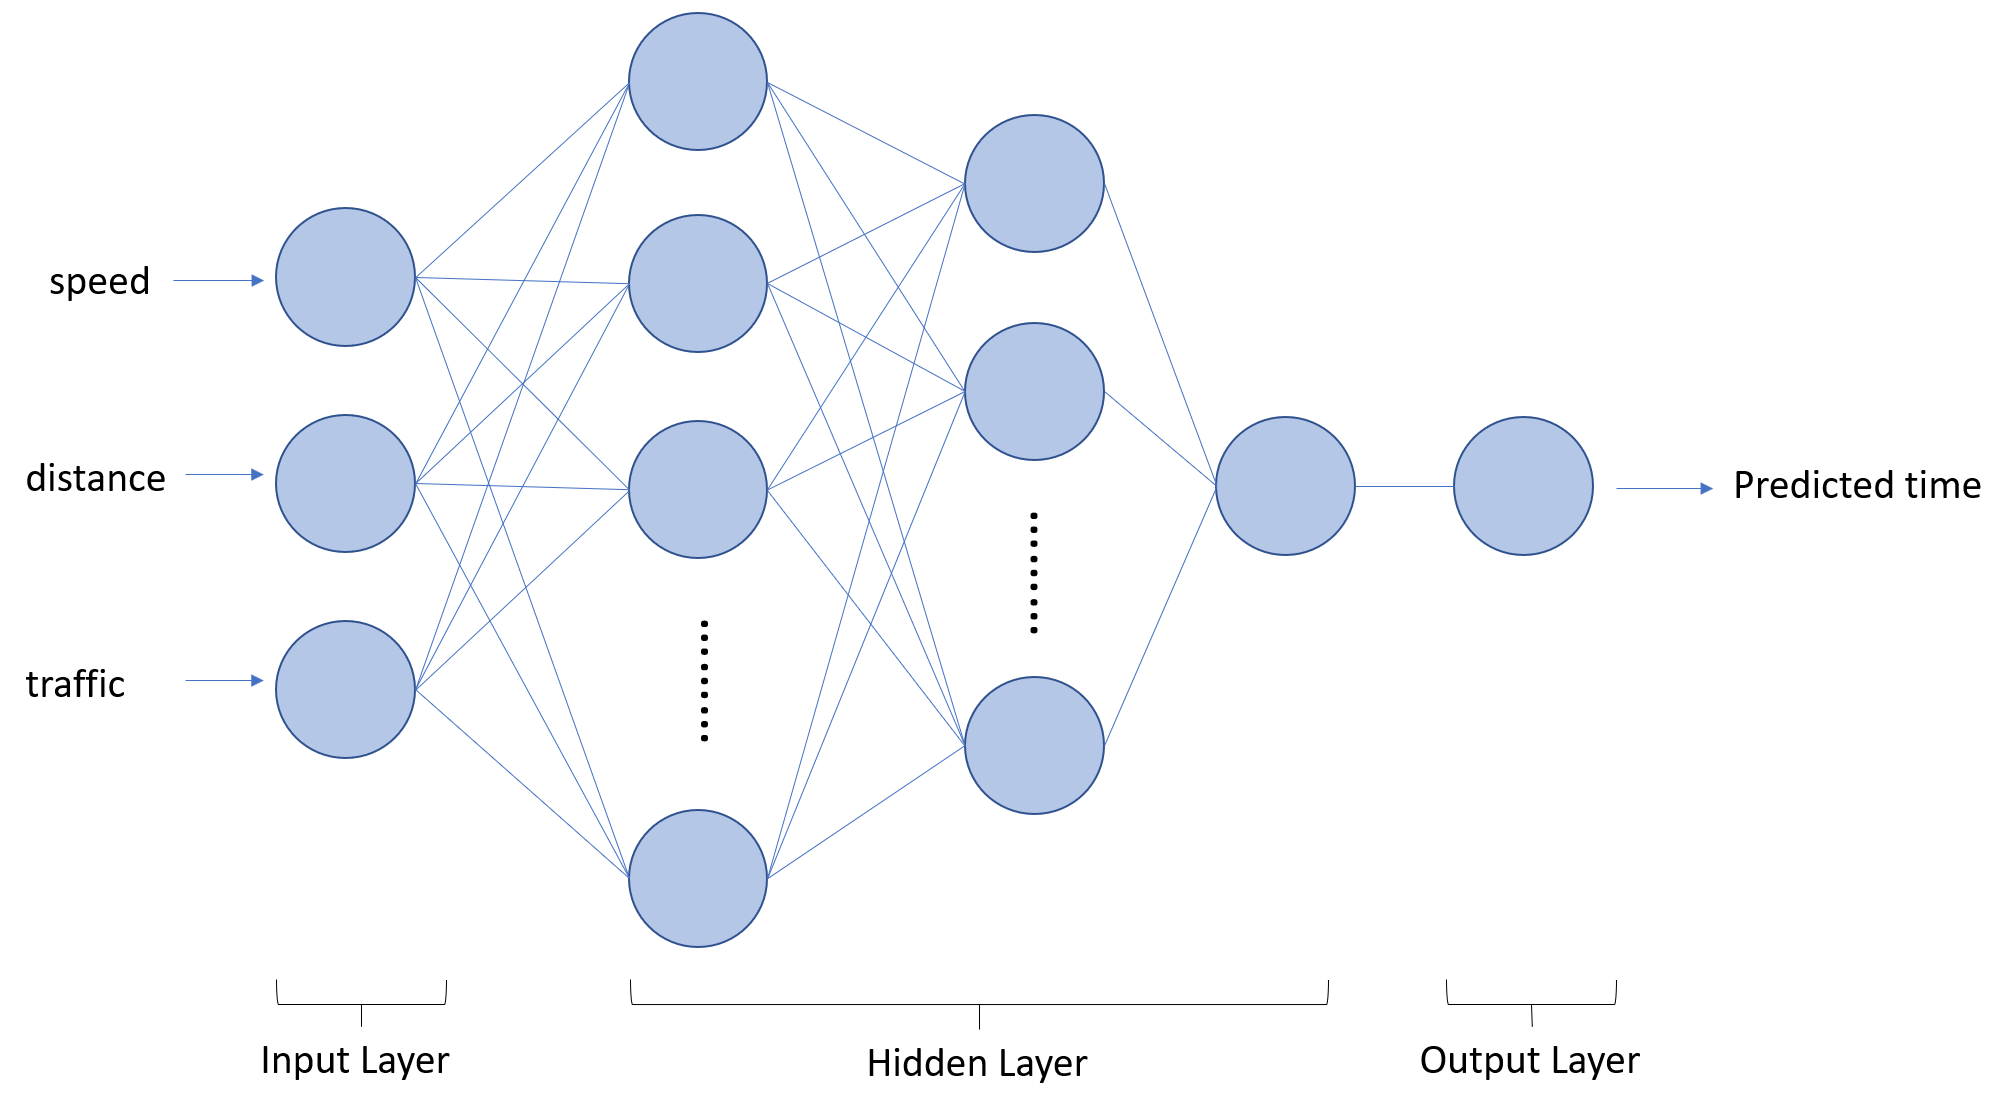 speed
distance
traffic
Predicted time
Input Layer
Hidden Layer
Output Layer